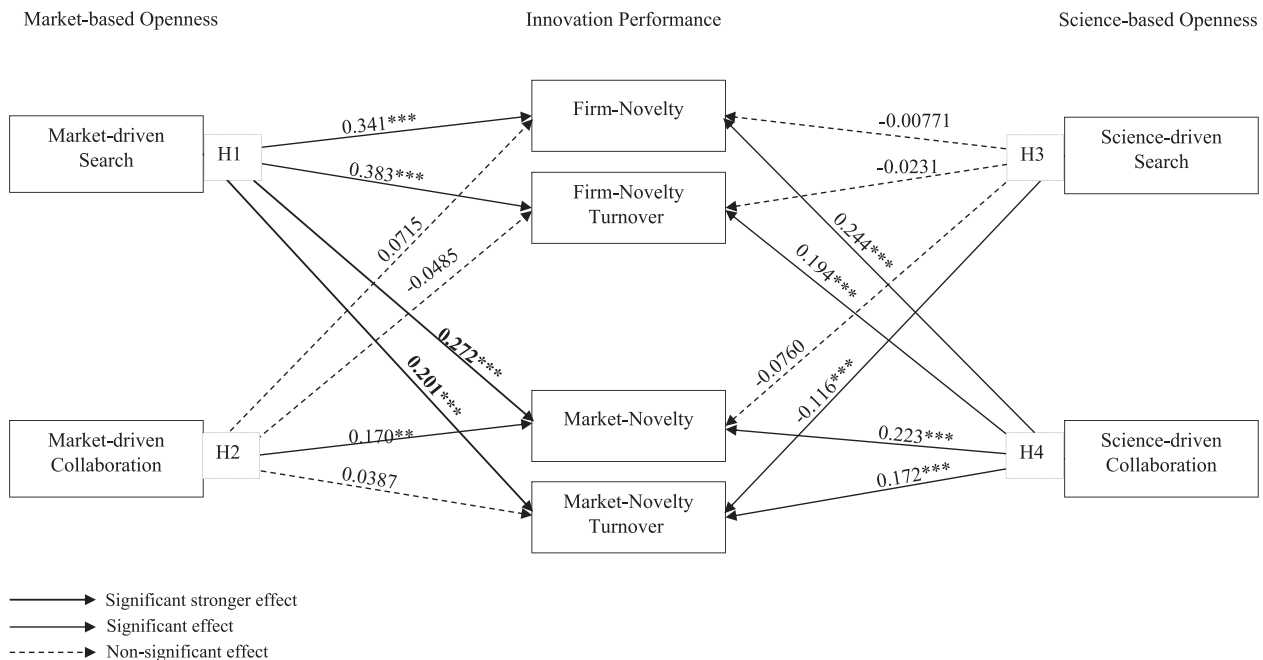 Market-based Openness
Innovation Performance
Science-based Openness
Market-driven
Search
H1
0.341***
0.383***
0.272***
0.201***
Market-driven
Collaboration
H2
0.0715
-0.0485
0.170**
0.0387
Firm-Novelty
Firm-Novelty
Turnover
Market-Novelty
Market-Novelty
Turnover
-0.00771
-0.0231
-0.0760
-0.116***
H3
Science-driven
Search
0.244***
0.194***
0.223***
0.172***
H4
Science-driven
Collaboration
Significant stronger effect
Significant effect
Non-significant effect